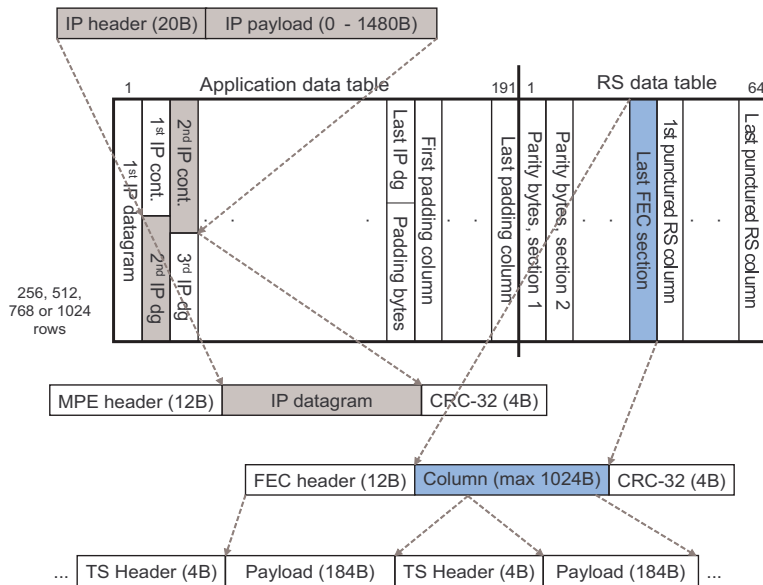 IP header (20B) IP payload (0 - 1480B)
1 Application data table 191 1 RS data table 64
1st IP datagram
1st IP cont.
2nd IP dg
2nd IP cont.
3rd IP dg
. . . . . .
Last IP dg
Padding bytes
First padding column
Last padding column
Parity bytes, section 1
Parity bytes, section 2
Last FEC section
1st punctured RS column
Last punctured RS column
256, 512,
768 or 1024
rows
MPE header (12B) IP datagram CRC-32 (4B)
FEC header (12B) Column (max 1024B) CRC-32 (4B)
... TS Header (4B) Payload (184B) TS Header (4B) Payload (184B) ...